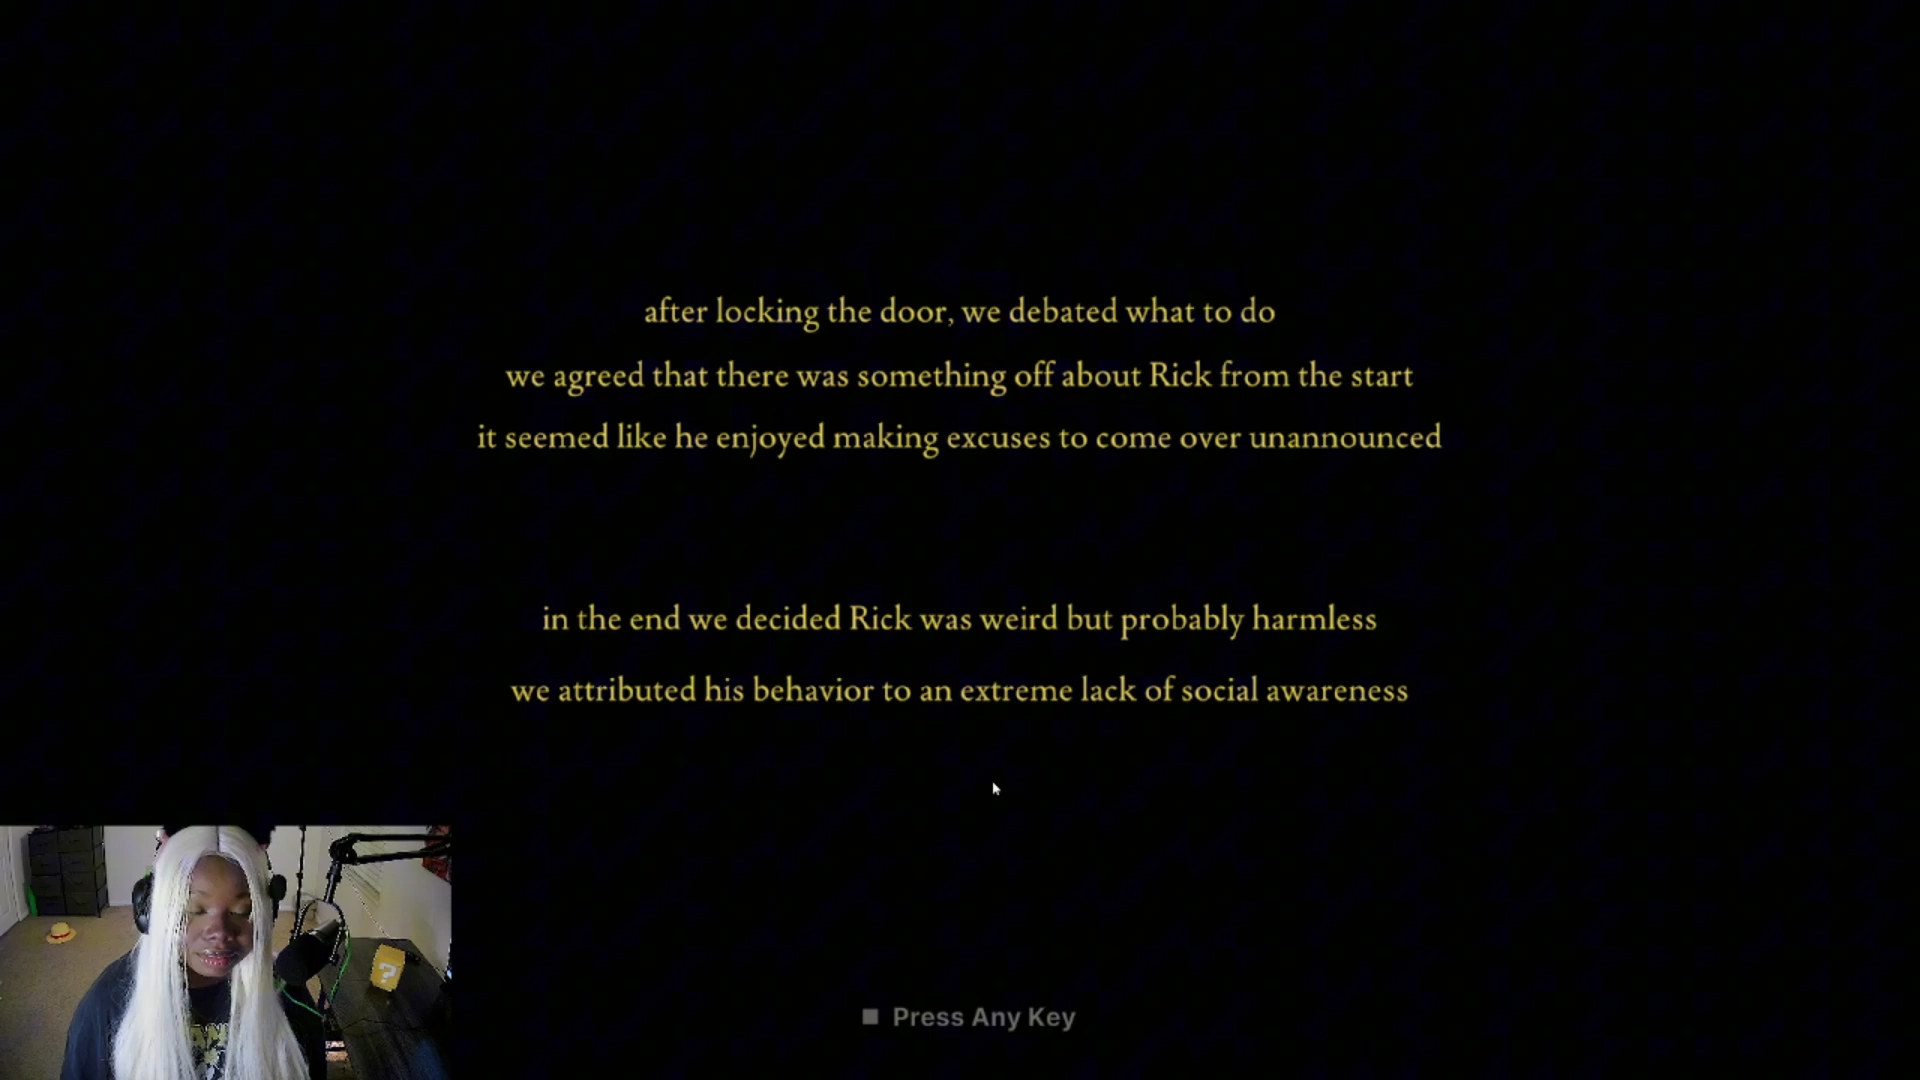 after locking the door, we debated what to do
we agreed that there was something off about Rick from the start
it seemed like he enjoyed making excuses to come over unannounced
in the end we decided Rick was weird but probably harmless
we attributed his behavior to an extreme lack of social awareness
Press Any Key
?